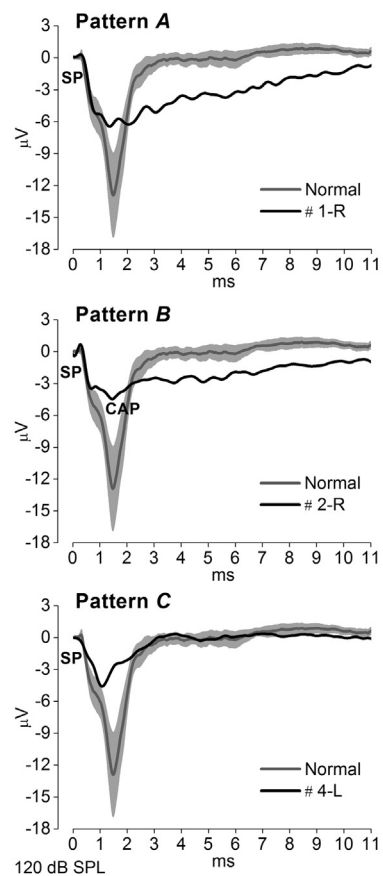 Pattern A
3
0
SP
-3
-6
μV
-9
-12
-15
-18
Normal
# 1-R
0 1 2 3 4 5 6 7 8 9 10 11
ms
Pattern B
3
0
SP
-3
CAP
-6
μV
-9
-12
-15
-18
Normal
# 2-R
0 1 2 3 4 5 6 7 8 9 10 11
ms
Pattern C
3
0
SP
-3
-6
μV
-9
-12
-15
-18
Normal
# 4-L
0 1 2 3 4 5 6 7 8 9 10 11
ms
120 dB SPL